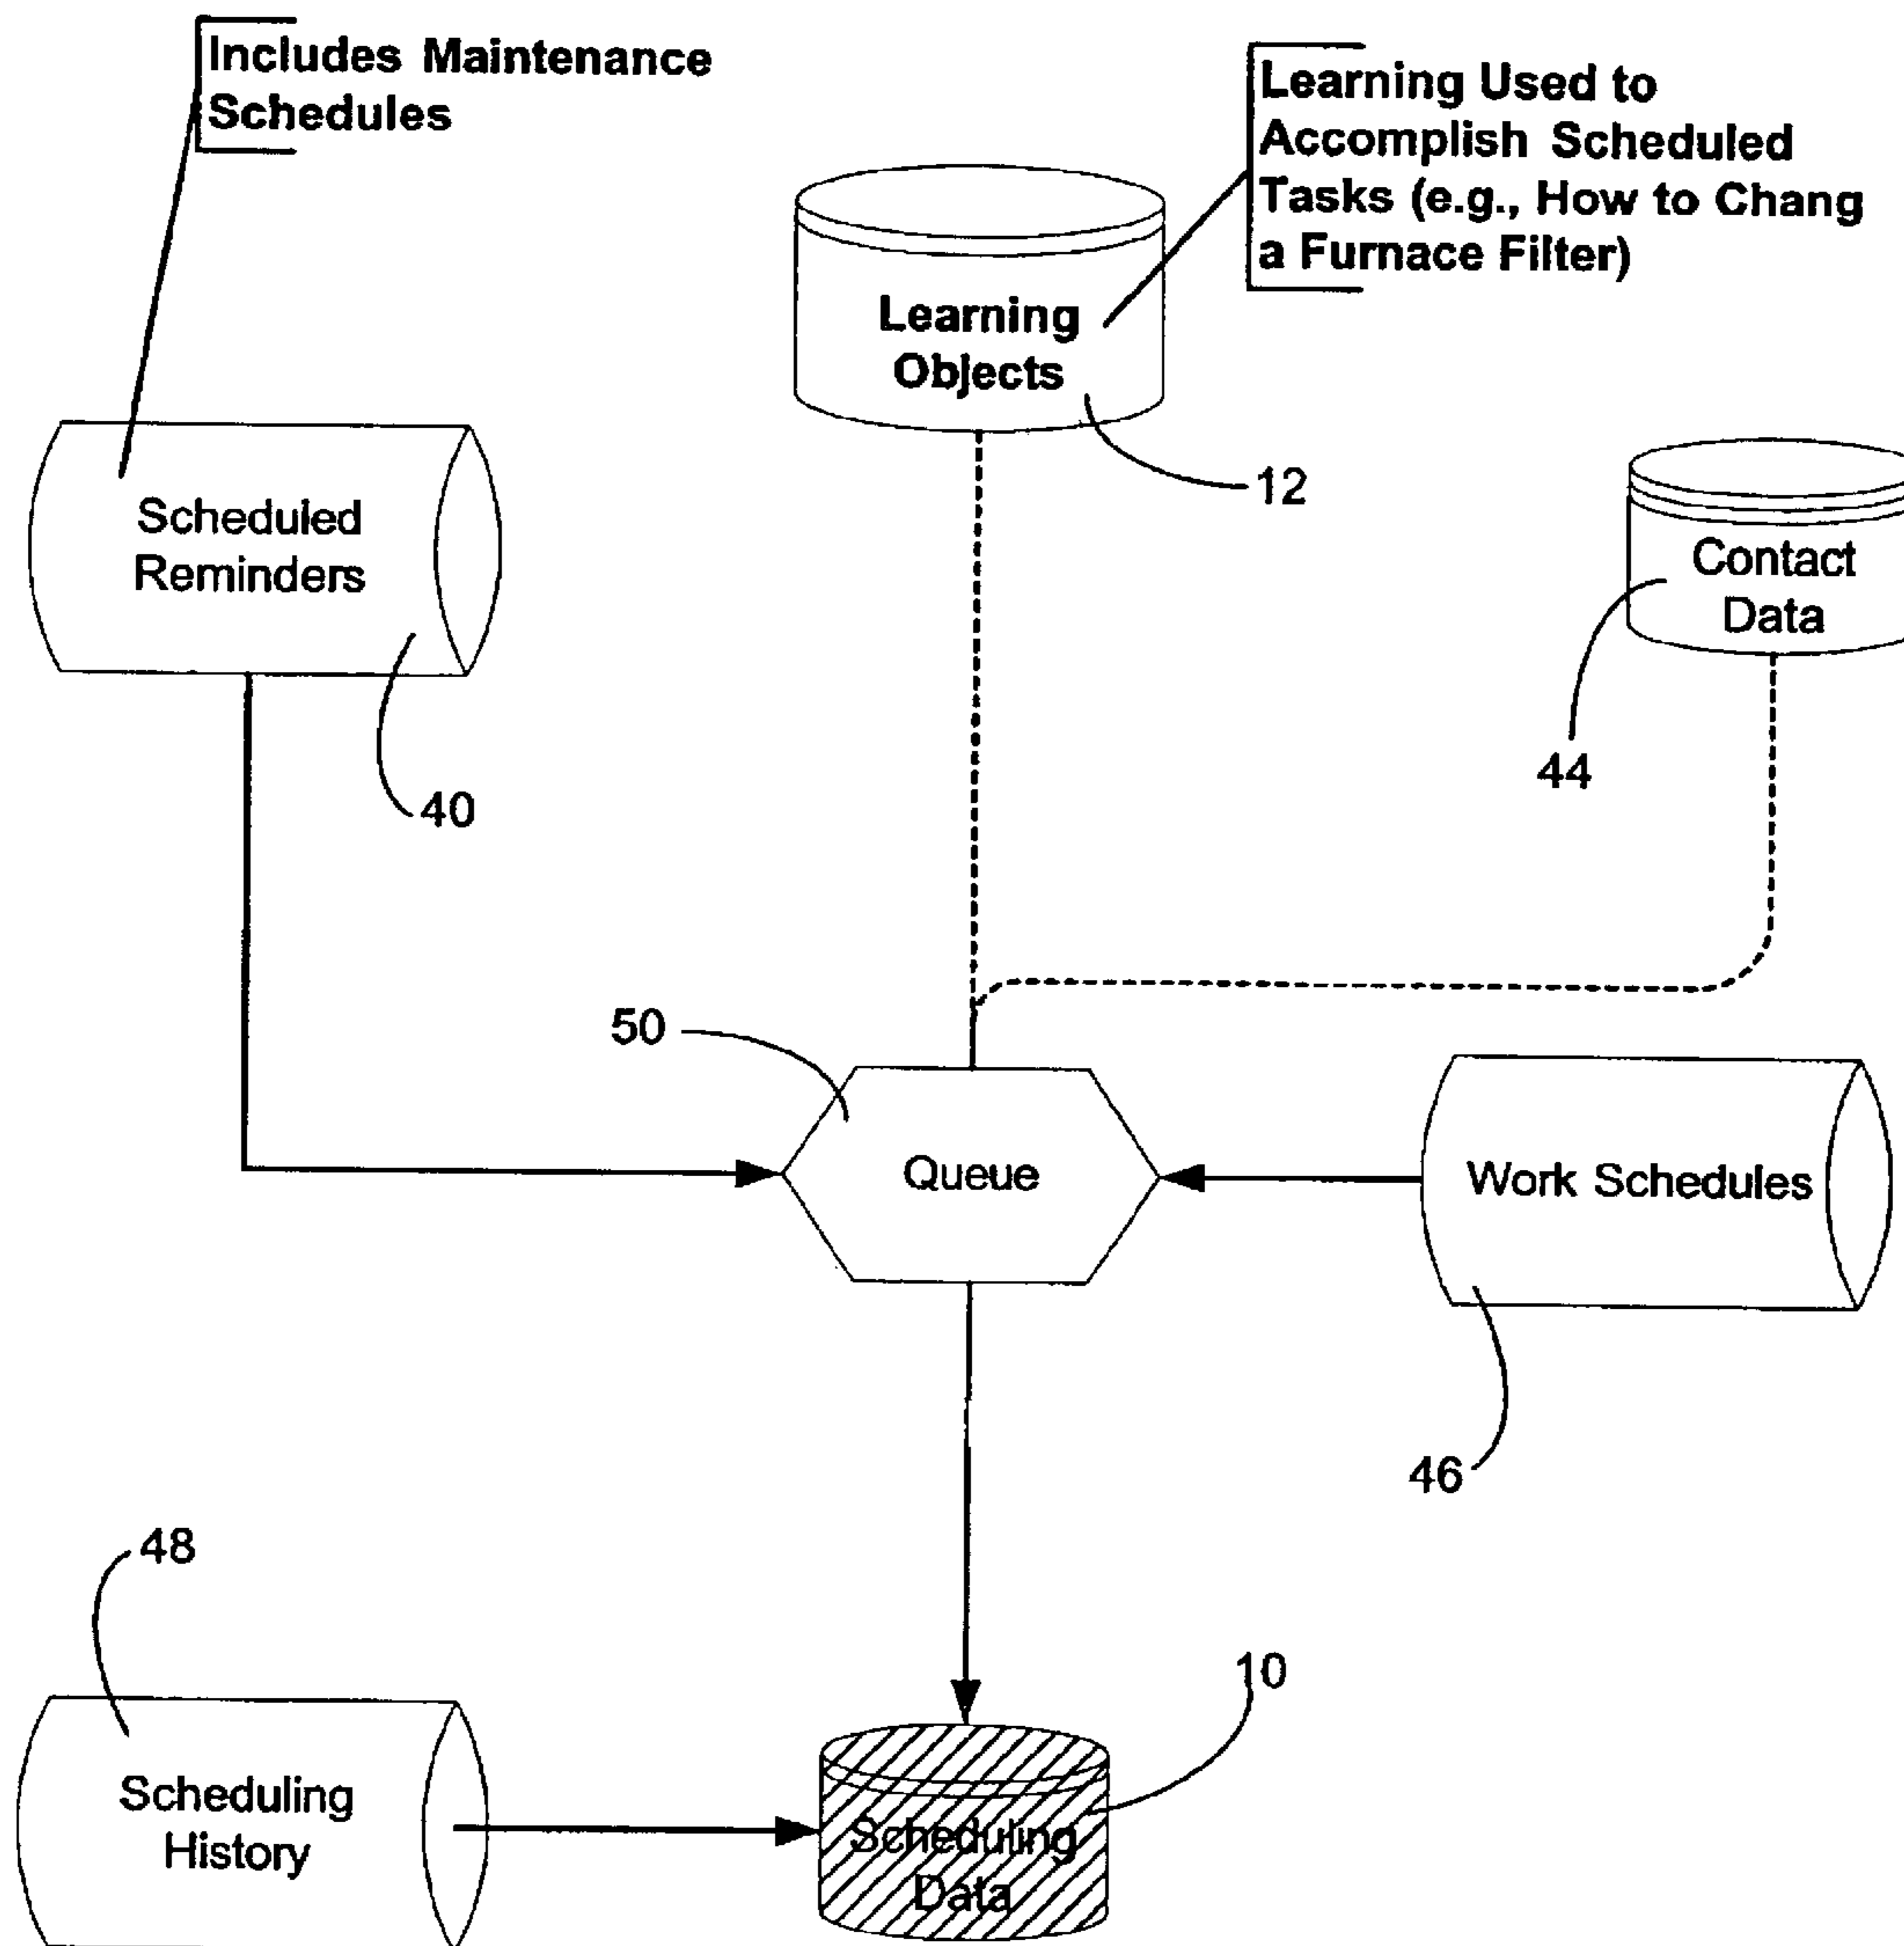 Includes Maintenance
Schedules
Learning Used to
Accomplish Scheduled
Tasks (e.g., How to Chang
a Furnace Filter)
Learning
Objects
12
Scheduled
Reminders
40
Contact
Data
44
50
Queue
Work Schedules
46
48
10
Scheduling
History
Scheduling
Data